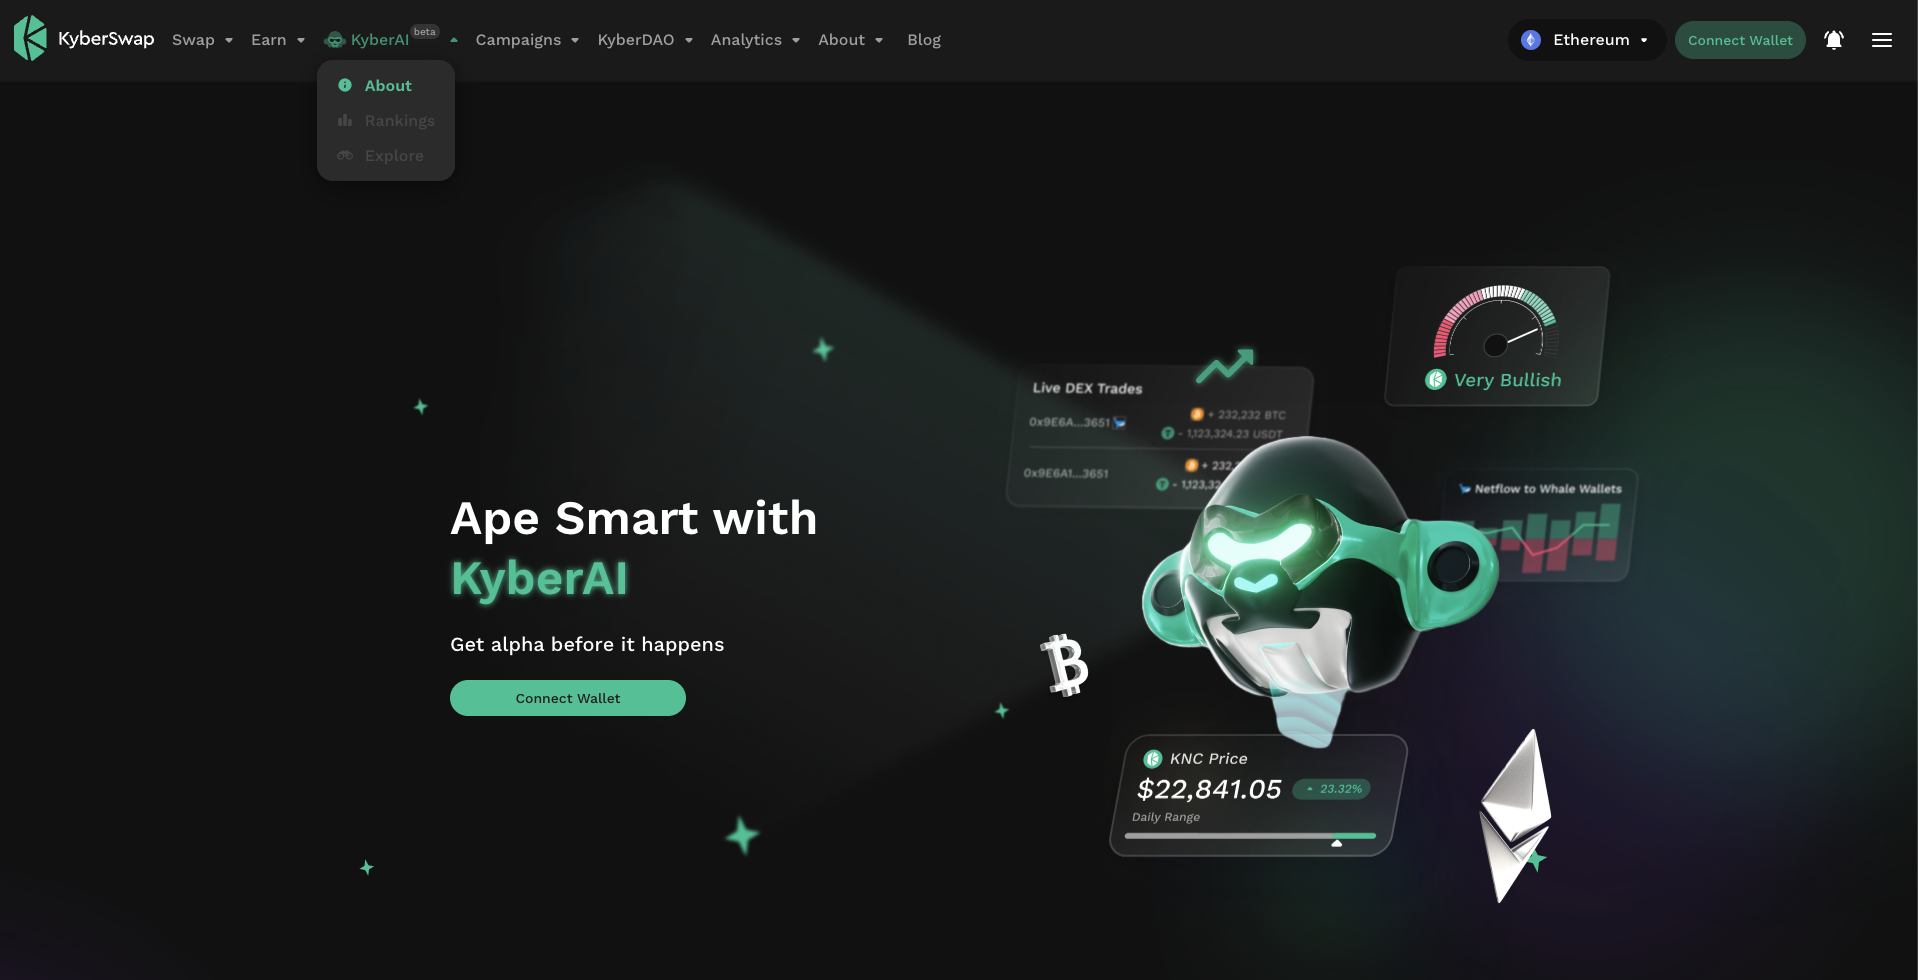 KyberSwap
Swap
Earn
KyberAI beta
Campaigns
KyberDAO
Analytics
About
Blog
Ethereum
Connect Wallet
About
Rankings
Explore
Very Bullish
Live DEX Trades
0x9E6A...3651
+ 232,232 BTC
- 1,123,324.23 USDT
0x9E6A1...3651
+ 232,2
- 1,123,32
Netflow to Whale Wallets
Ape Smart with
KyberAI
Get alpha before it happens
Connect Wallet
KNC Price
$22,841.05
23.32%
Daily Range